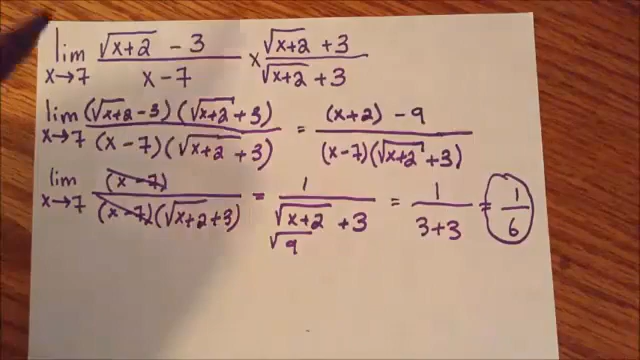 lim x→7 (√(x+2) - 3)/(x-7) x (√(x+2) + 3)/(√(x+2) + 3)
lim x→7 ((√(x+2) - 3)(√(x+2) + 3))/((x-7)(√(x+2) + 3)) = ((x+2) - 9)/((x-7)(√(x+2) + 3))
lim x→7 (x-7)/((x-7)(√(x+2) + 3)) = 1/(√(x+2) + 3) = 1/(3+3) = 1/6
√9